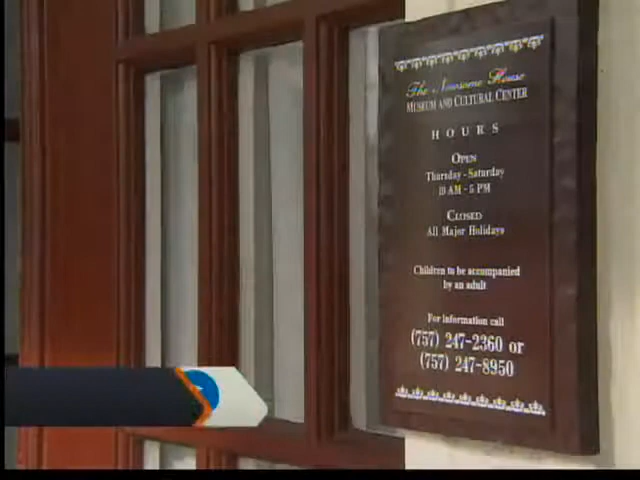 The Newsome House
MUSEUM AND CULTURAL CENTER
HOURS
OPEN
Thursday - Saturday
10 AM - 5 PM
CLOSED
All Major Holidays
Children to be accompanied
by an adult
For information call
(757) 247-2360 or
(757) 247-8950